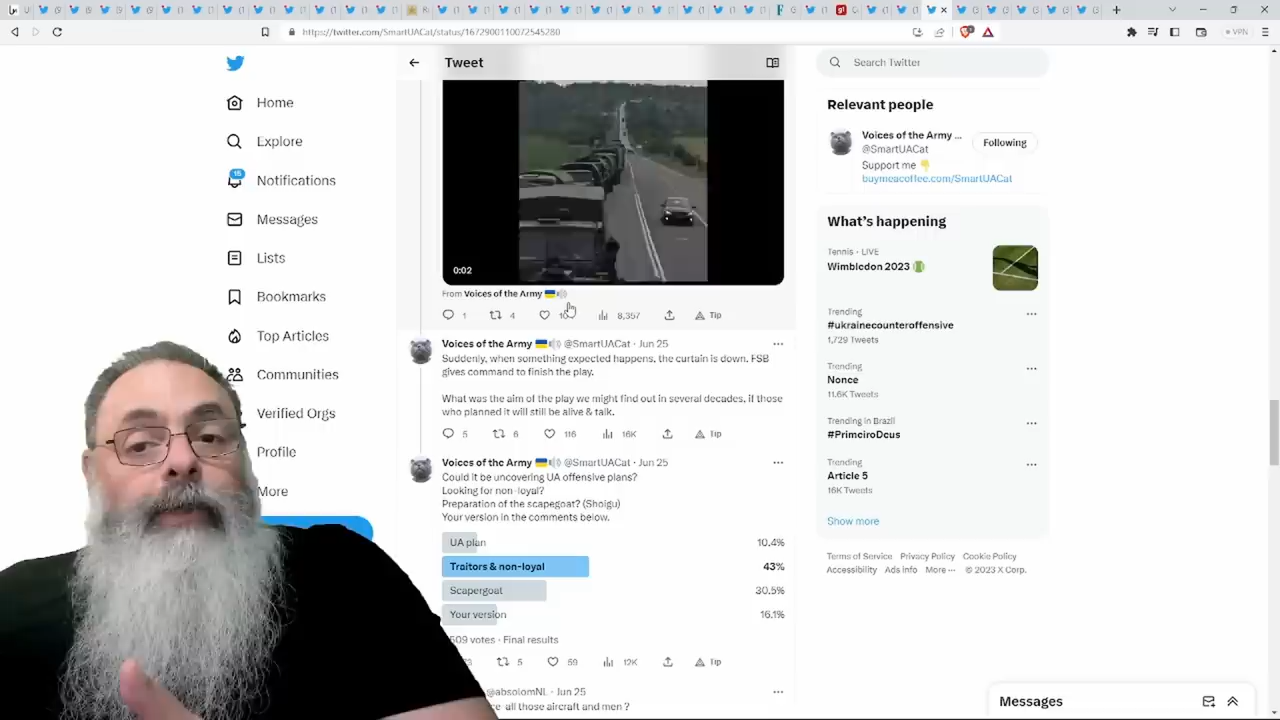 https://twitter.com/SmartUACat/status/1672900110072545280
VPN
Home
Explore
15
Notifications
Messages
Lists
Bookmarks
Top Articles
Communities
Verified Orgs
Profile
More
Tweet
0:02
From Voices of the Army
1
4
8,357
Tip
Voices of the Army @SmartUACat · Jun 25
Suddenly, when something expected happens, the curtain is down. FSB
gives command to finish the play.
What was the aim of the play we might find out in several decades, if those
who planned it will still be alive & talk.
5
6
116
16K
Tip
Voices of the Army @SmartUACat · Jun 25
Could it be uncovering UA offensive plans?
Looking for non-loyal?
Preparation of the scapegoat? (Shoigu)
Your version in the comments below.
UA plan 10.4%
Traitors & non-loyal 43%
Scapegoat 30.5%
Your version 16.1%
509 votes · Final results
5
59
12K
Tip
@absolomNL · Jun 25
all those aircraft and men ?
Search Twitter
Relevant people
Voices of the Army ...
@SmartUACat
Following
Support me
buymeacoffee.com/SmartUACat
What's happening
Tennis · LIVE
Wimbledon 2023
Trending
#ukrainecounteroffensive
1,729 Tweets
Trending
Nonce
11.6K Tweets
Trending in Brazil
#PrimeiroDeus
Trending
Article 5
16K Tweets
Show more
Terms of Service Privacy Policy Cookie Policy
Accessibility Ads info More ··· © 2023 X Corp.
Messages